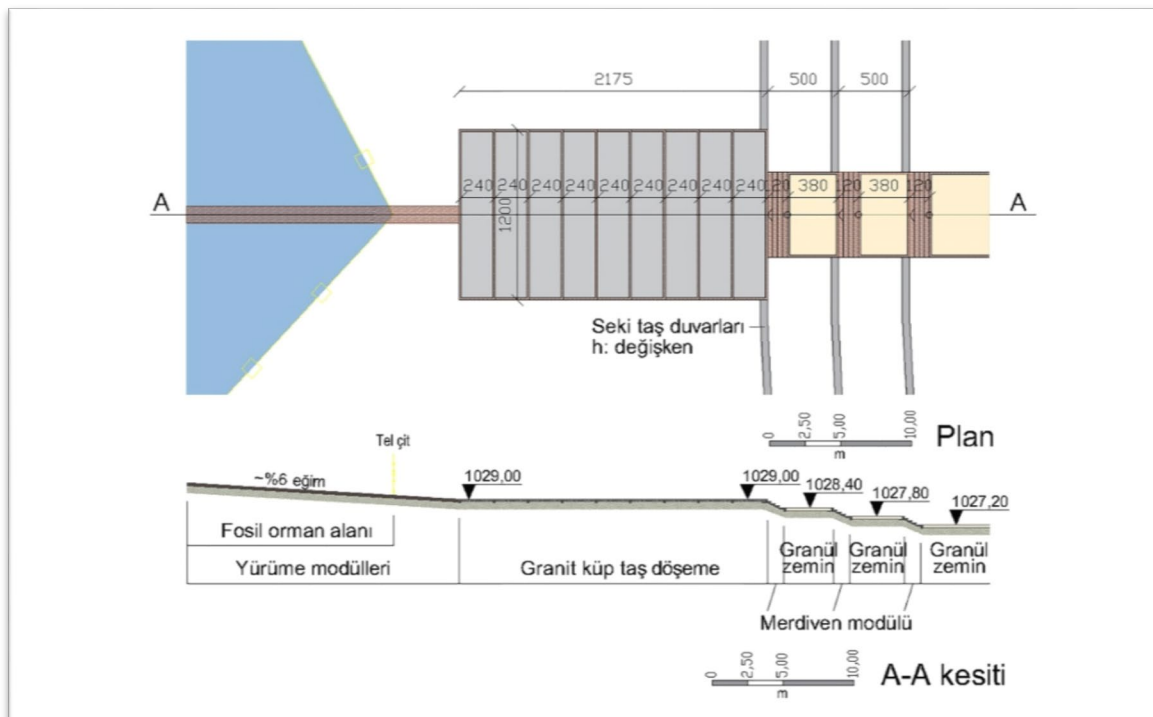 2175
500
500
240
240
240
240
240
240
240
240
240
120
380
120
380
120
A
A
1200
Seki taş duvarları
h: değişken
0
2,50
5,00
10,00
m
Plan
Tel çit
~%6 eğim
1029,00
1029,00
1028,40
1027,80
1027,20
Fosil orman alanı
Yürüme modülleri
Granit küp taş döşeme
Granül
zemin
Granül
zemin
Granül
zemin
Merdiven modülü
0
2,50
5,00
10,00
m
A-A kesiti